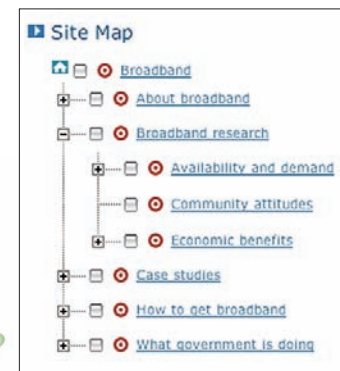 Site Map
Broadband
About broadband
Broadband research
Availability and demand
Community attitudes
Economic benefits
Case studies
How to get broadband
What government is doing